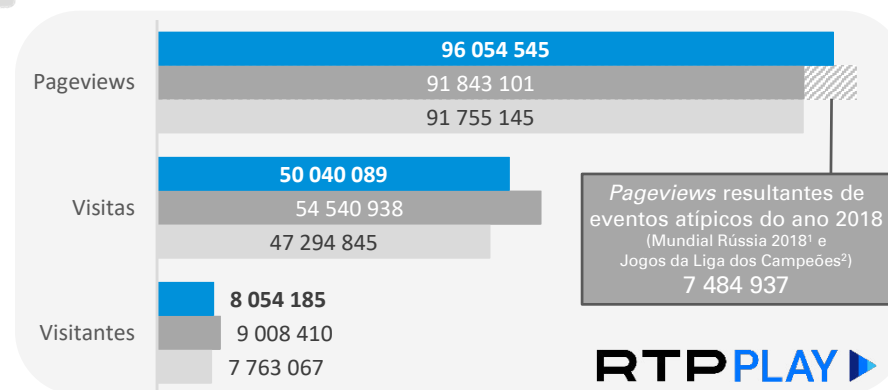 Pageviews
96 054 545
91 843 101
91 755 145
Visitas
50 040 089
54 540 938
47 294 845
Visitantes
8 054 185
9 008 410
7 763 067
Pageviews resultantes de
eventos atípicos do ano 2018
(Mundial Rússia 2018¹ e
Jogos da Liga dos Campeões²)
7 484 937
RTP PLAY